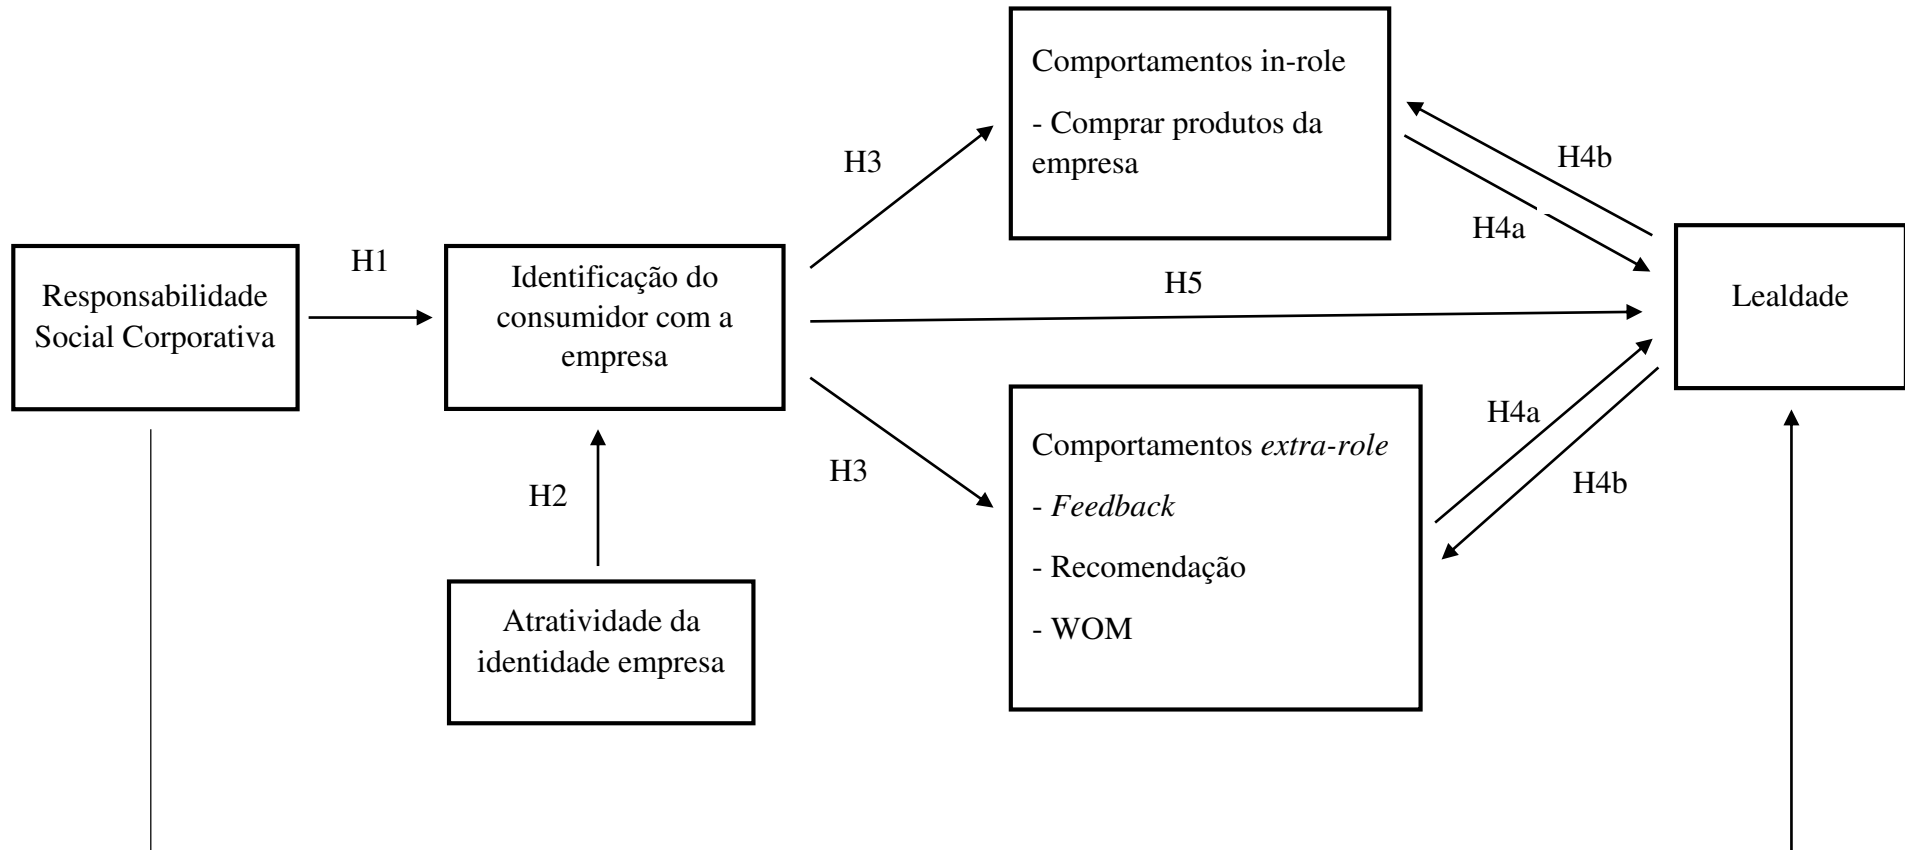 Comportamentos in-role
- Comprar produtos da
empresa
H3
H4b
H4a
H1
Responsabilidade
Social Corporativa
Identificação do
consumidor com a
empresa
H5
Lealdade
H3
H2
Comportamentos extra-role
- Feedback
- Recomendação
- WOM
H4a
H4b
Atratividade da
identidade empresa